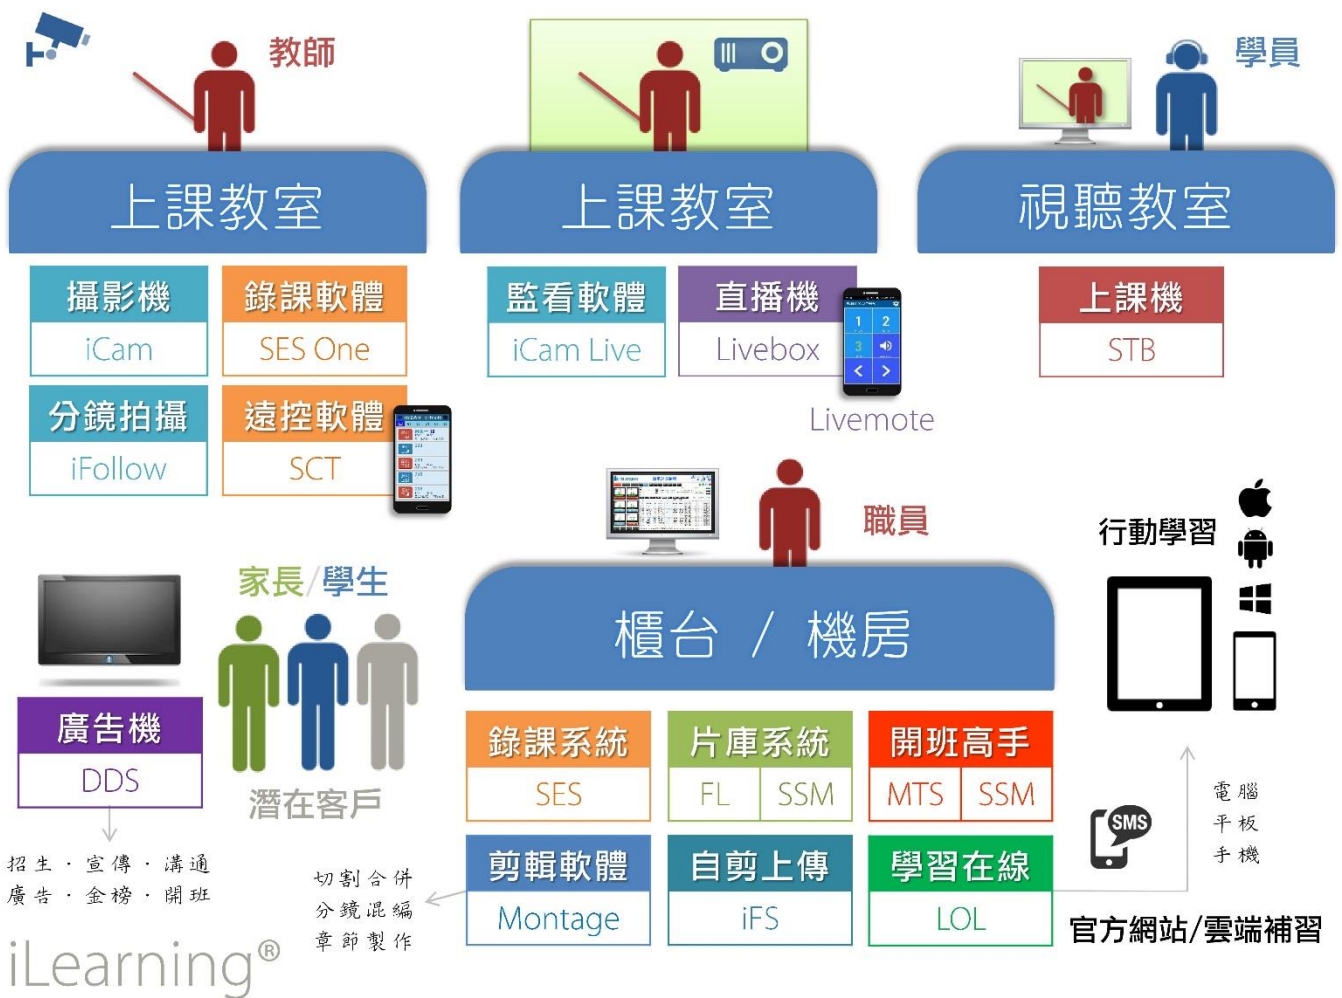 教師
學員
上課教室
上課教室
視聽教室
攝影機
iCam
錄課軟體
SES One
監看軟體
iCam Live
直播機
Livebox
1 2
3
上課機
STB
分鏡拍攝
iFollow
遠控軟體
SCT
Livemote
職員
行動學習
家長/學生
櫃台 / 機房
廣告機
DDS
潛在客戶
錄課系統
SES
片庫系統
FL SSM
開班高手
MTS SSM
電腦
平板
手機
SMS
招生・宣傳・溝通
廣告・金榜・開班
切割合併
分鏡混編
章節製作
剪輯軟體
Montage
自剪上傳
iFS
學習在線
LOL
官方網站/雲端補習
iLearning®